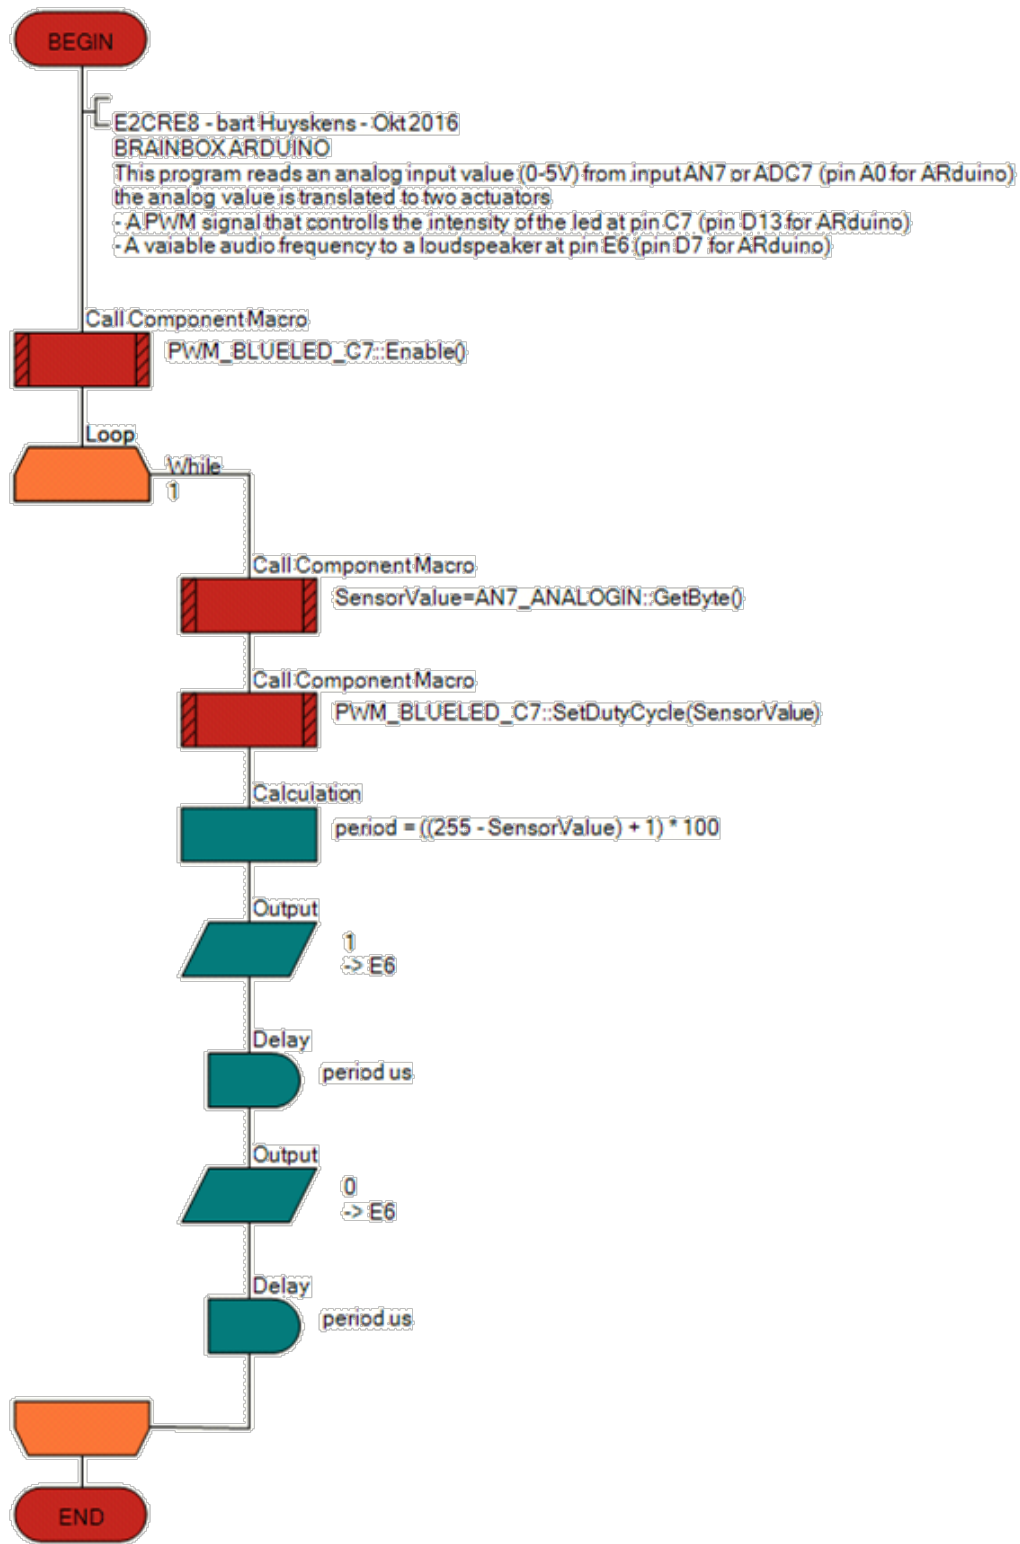 BEGIN
E2CRE8 - bart Huyskens - Okt 2016
BRAINBOX ARDUINO
This program reads an analog input value (0-5V) from input AN7 or ADC7 (pin A0 for ARduino)
the analog value is translated to two actuators
- A PWM signal that controlls the intensity of the led at pin C7 (pin D13 for ARduino)
- A vaiable audio frequency to a loudspeaker at pin E6 (pin D7 for ARduino)
Call Component Macro
PWM_BLUELED_C7::Enable()
Loop
While
1
Call Component Macro
SensorValue=AN7_ANALOGIN::GetByte()
Call Component Macro
PWM_BLUELED_C7::SetDutyCycle(SensorValue)
Calculation
period = ((255 - SensorValue) + 1) * 100
Output
1
-> E6
Delay
period us
Output
0
-> E6
Delay
period us
END